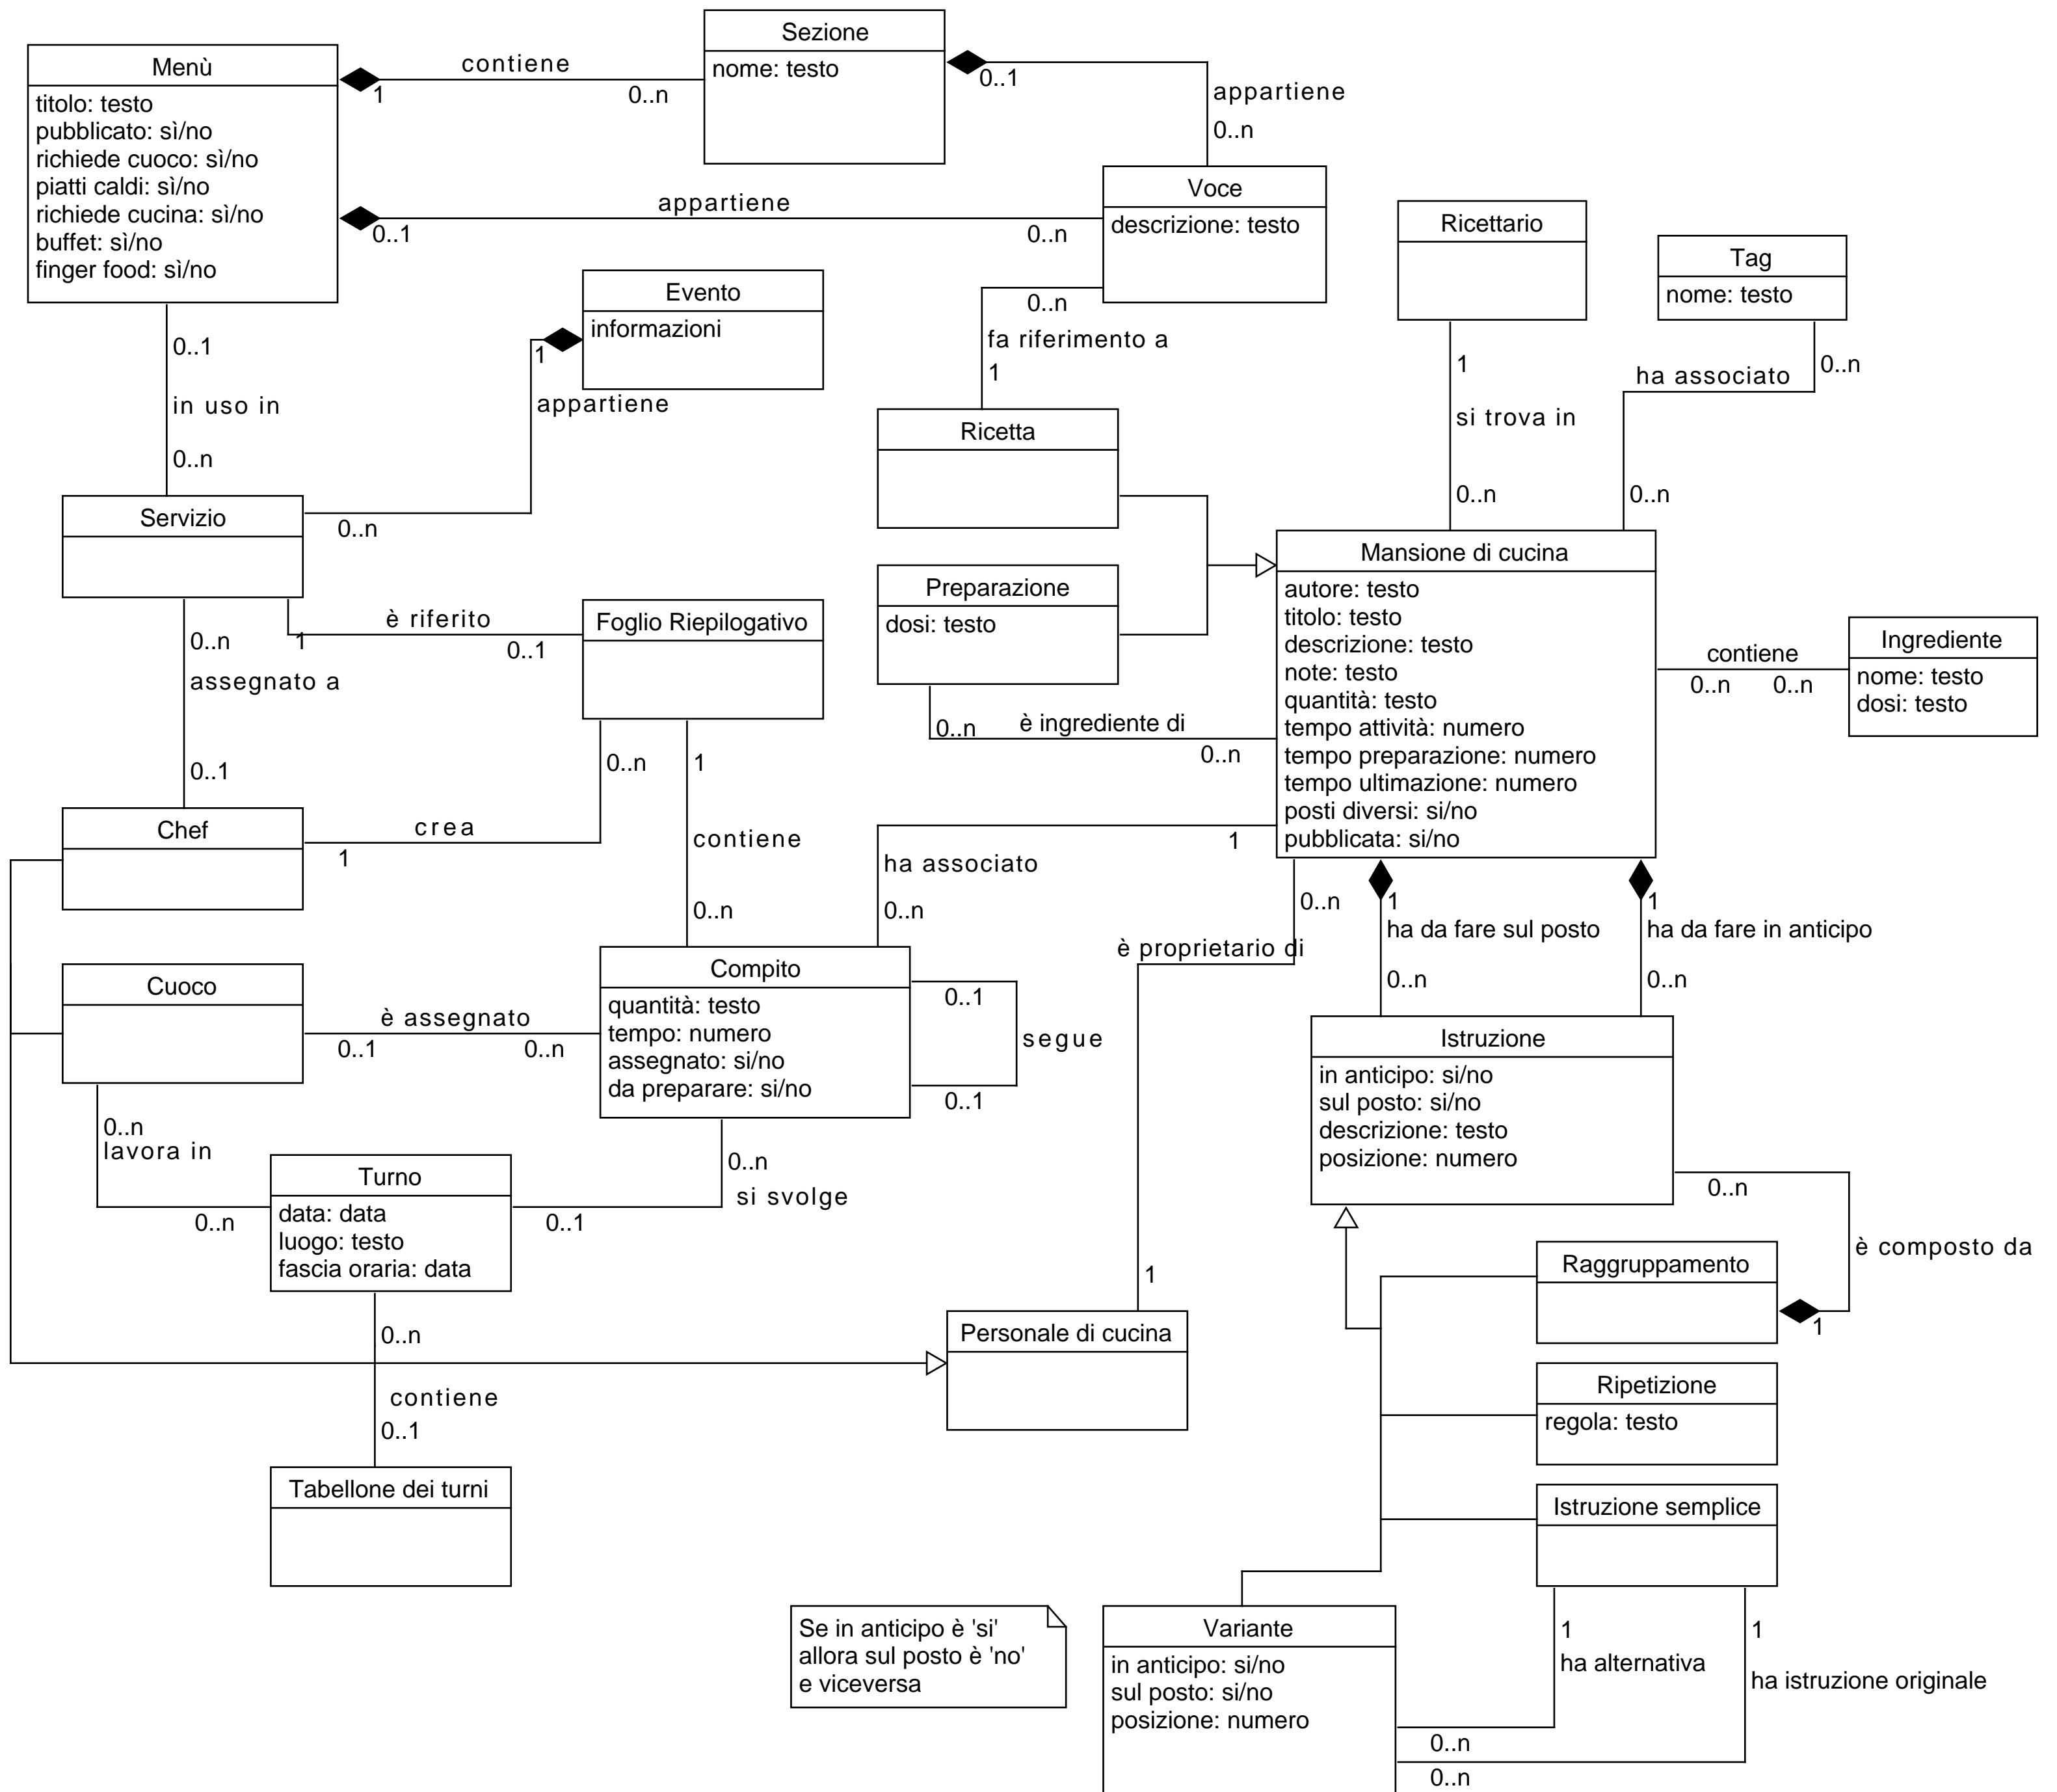 Menù
titolo: testo
pubblicato: sì/no
richiede cuoco: sì/no
piatti caldi: sì/no
richiede cucina: sì/no
buffet: sì/no
finger food: sì/no
contiene
1
0..n
Sezione
nome: testo
0..1
appartiene
0..n
appartiene
0..1
0..n
Voce
descrizione: testo
Ricettario
Tag
nome: testo
Evento
informazioni
1
appartiene
0..n
0..1
in uso in
0..n
0..n
fa riferimento a
1
Ricetta
1
si trova in
0..n
ha associato
0..n
0..n
Servizio
Preparazione
dosi: testo
Mansione di cucina
autore: testo
titolo: testo
descrizione: testo
note: testo
quantità: testo
tempo attività: numero
tempo preparazione: numero
tempo ultimazione: numero
posti diversi: si/no
pubblicata: si/no
contiene
0..n
0..n
Ingrediente
nome: testo
dosi: testo
è riferito
1
0..1
Foglio Riepilogativo
0..n
assegnato a
0..1
0..n
è ingrediente di
0..n
Chef
crea
1
0..n
1
contiene
0..n
1
ha associato
0..n
0..n
è proprietario di
1
1
ha da fare sul posto
0..n
1
ha da fare in anticipo
0..n
Cuoco
è assegnato
0..1
0..n
Compito
quantità: testo
tempo: numero
assegnato: si/no
da preparare: si/no
0..1
segue
0..1
Istruzione
in anticipo: si/no
sul posto: si/no
descrizione: testo
posizione: numero
0..n
è composto da
1
0..n
lavora in
0..n
Turno
data: data
luogo: testo
fascia oraria: data
0..n
si svolge
0..1
Raggruppamento
Personale di cucina
0..n
contiene
0..1
Ripetizione
regola: testo
Tabellone dei turni
Istruzione semplice
Se in anticipo è 'si'
allora sul posto è 'no'
e viceversa
Variante
in anticipo: si/no
sul posto: si/no
posizione: numero
1
ha alternativa
0..n
1
ha istruzione originale
0..n